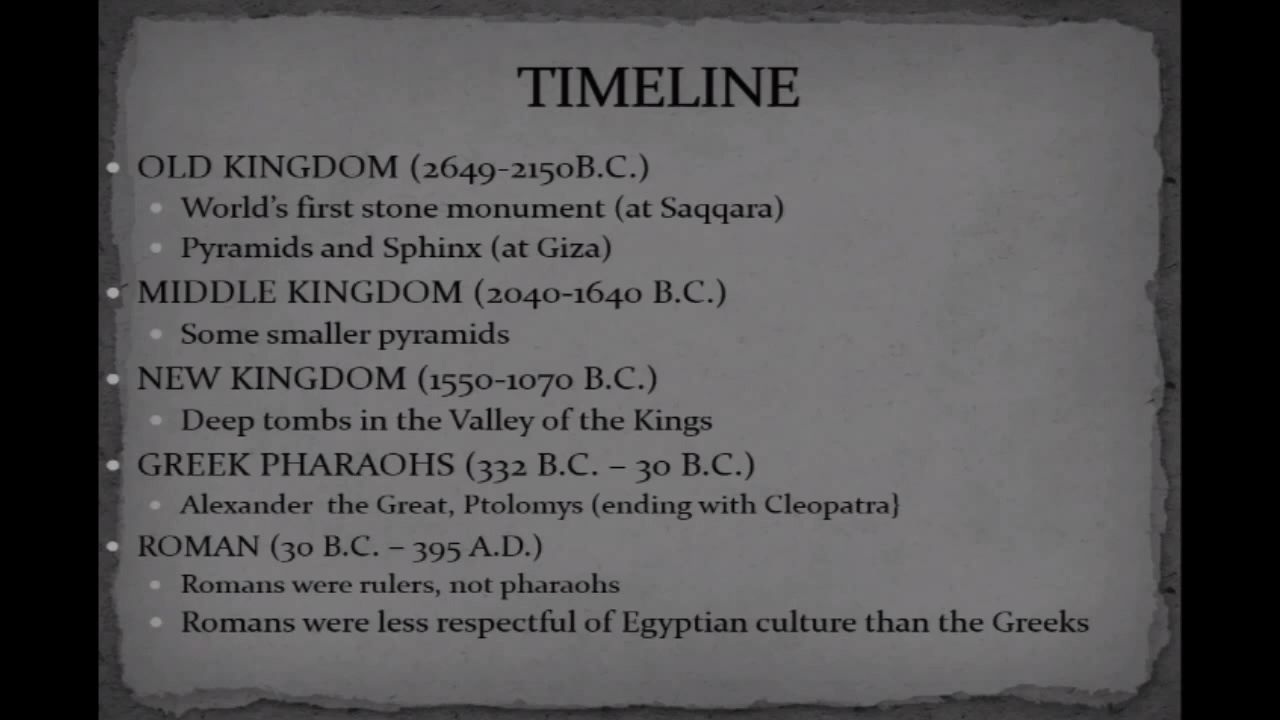 TIMELINE
• OLD KINGDOM (2649-2150B.C.)
• World's first stone monument (at Saqqara)
• Pyramids and Sphinx (at Giza)
• MIDDLE KINGDOM (2040-1640 B.C.)
• Some smaller pyramids
• NEW KINGDOM (1550-1070 B.C.)
• Deep tombs in the Valley of the Kings
• GREEK PHARAOHS (332 B.C. – 30 B.C.)
• Alexander  the Great, Ptolomys (ending with Cleopatra}
• ROMAN (30 B.C. – 395 A.D.)
• Romans were rulers, not pharaohs
• Romans were less respectful of Egyptian culture than the Greeks